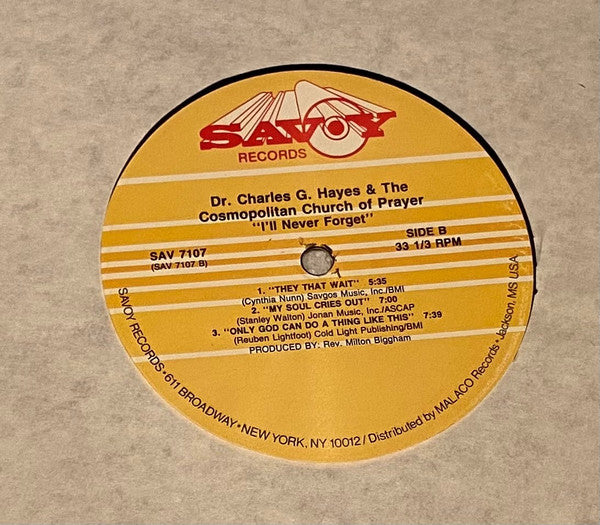 SAVOY
RECORDS
Dr. Charles G. Hayes & The
Cosmopolitan Church of Prayer
"I'll Never Forget"
SAV 7107
(SAV 7107 B)
SIDE B
33 1/3 RPM
1. "THEY THAT WAIT" 5:35
(Cynthia Nunn) Savgos Music, Inc./BMI
2. "MY SOUL CRIES OUT" 7:00
(Stanley Walton) Jonan Music, Inc./ASCAP
3. "ONLY GOD CAN DO A THING LIKE THIS" 7:39
(Reuben Lightfoot) Cold Light Publishing/BMI
PRODUCED BY: Rev. Milton Biggham
SAVOY RECORDS • 611 BROADWAY • NEW YORK, NY 10012 / Distributed by MALACO Records • Jackson, MS USA